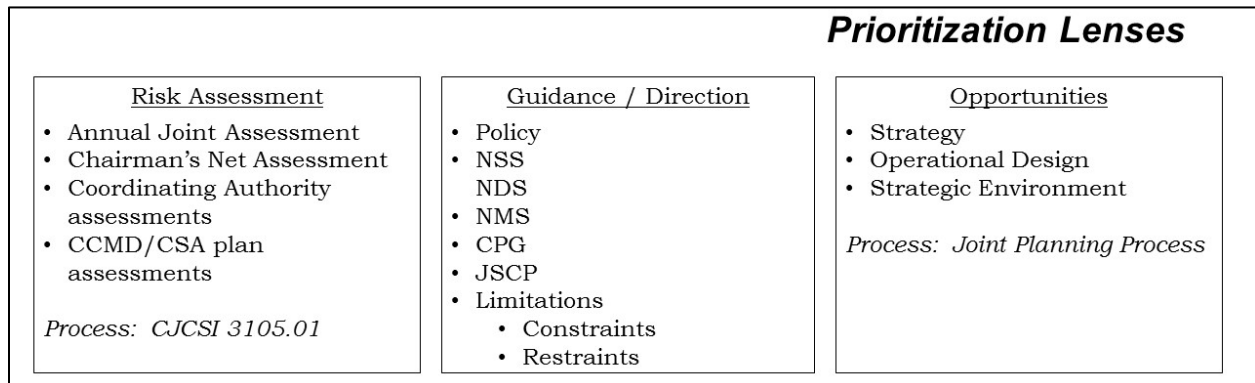 Prioritization Lenses
Risk Assessment
• Annual Joint Assessment
• Chairman’s Net Assessment
• Coordinating Authority
assessments
• CCMD/CSA plan
assessments
Process:  CJCSI 3105.01
Guidance / Direction
• Policy
• NSS
NDS
• NMS
• CPG
• JSCP
• Limitations
• Constraints
• Restraints
Opportunities
• Strategy
• Operational Design
• Strategic Environment
Process:  Joint Planning Process